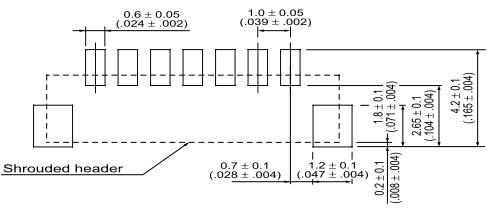 0.6 ± 0.05
(.024 ± .002)
1.0 ± 0.05
(.039 ± .002)
1.8 ± 0.1
(.071 ± .004)
2.65 ± 0.1
(.104 ± .004)
4.2 ± 0.1
(.165 ± .004)
Shrouded header
0.7 ± 0.1
(.028 ± .004)
1.2 ± 0.1
(.047 ± .004)
0.2 ± 0.1
(.008 ± .004)